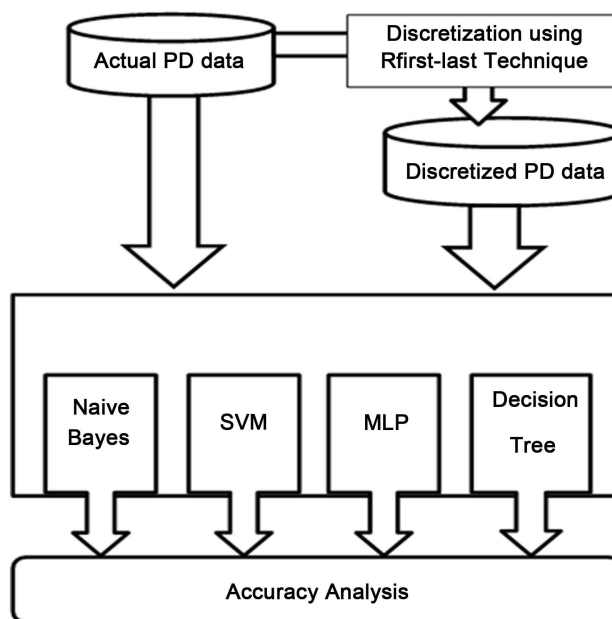 Actual PD data
Discretization using
Rfirst-last Technique
Discretized PD data
Naive
Bayes
SVM
MLP
Decision
Tree
Accuracy Analysis